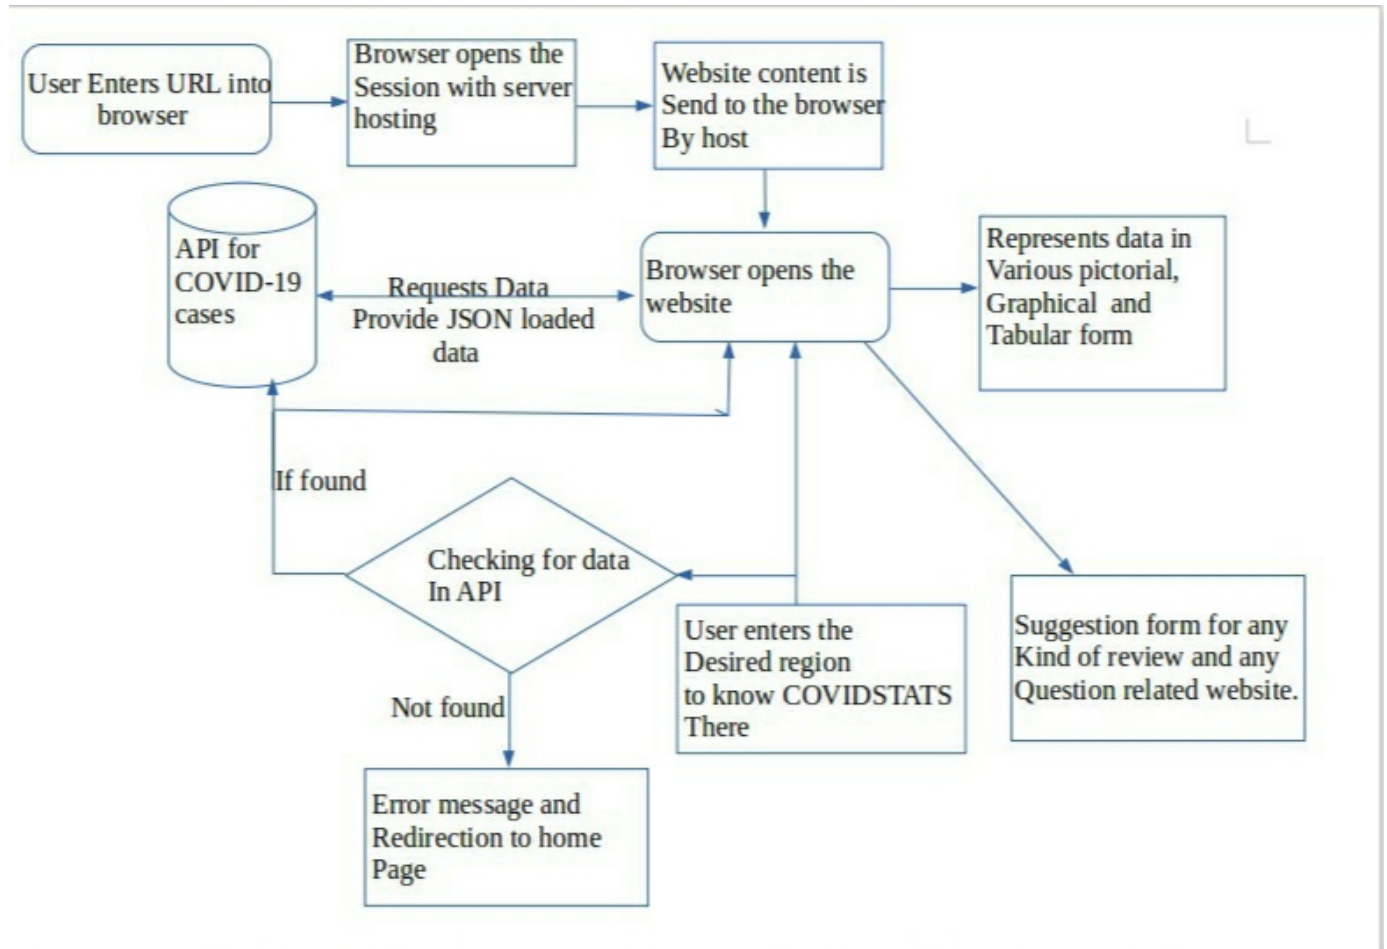 User Enters URL into
browser
Browser opens the
Session with server
hosting
Website content is
Send to the browser
By host
API for
COVID-19
cases
Requests Data
Provide JSON loaded
data
Browser opens the
website
Represents data in
Various pictorial,
Graphical and
Tabular form
If found
Checking for data
In API
User enters the
Desired region
to know COVIDSTATS
There
Suggestion form for any
Kind of review and any
Question related website.
Not found
Error message and
Redirection to home
Page